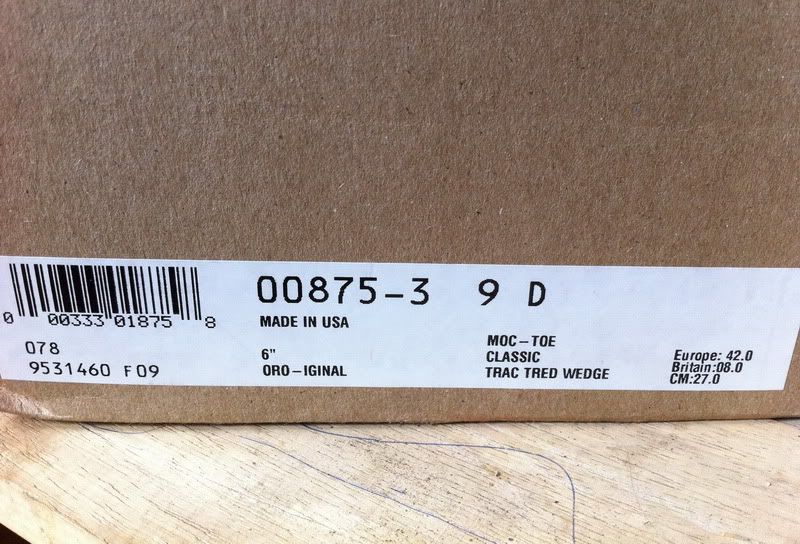 00875-3 9 D
MADE IN USA
0 00333 01875 8
078
9531460 F09
6"
ORO-IGINAL
MOC-TOE
CLASSIC
TRAC TRED WEDGE
Europe: 42.0
Britain:08.0
CM:27.0